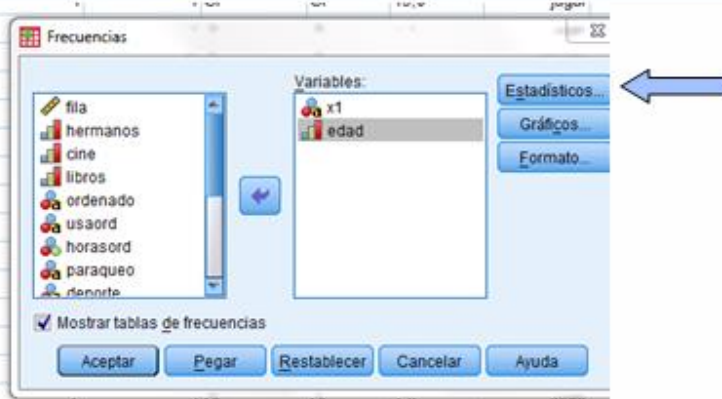 Frecuencias
Variables:
fila
hermanos
cine
libros
ordenado
usaord
horasord
paraqueo
deporte
x1
edad
Estadísticos...
Gráficos...
Formato...
Mostrar tablas de frecuencias
Aceptar
Pegar
Restablecer
Cancelar
Ayuda